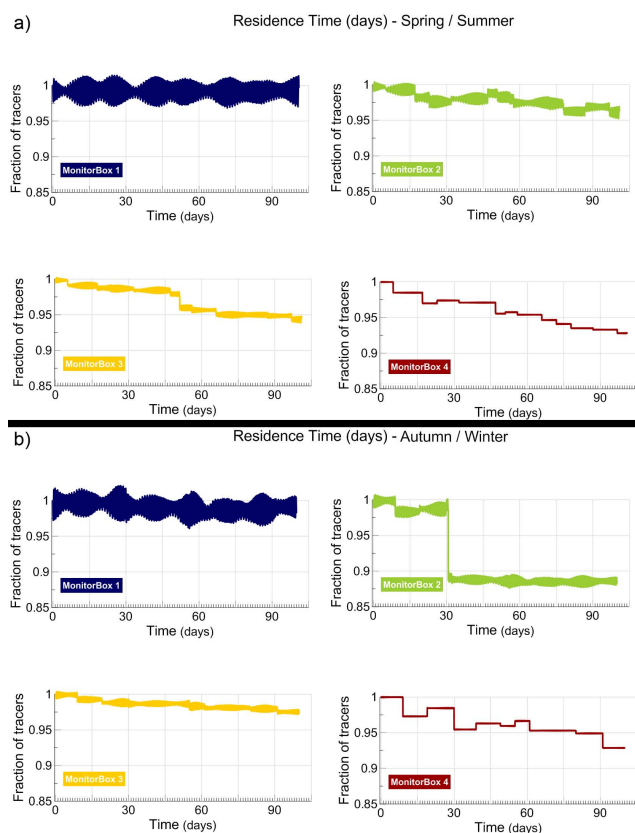 a)
Residence Time (days) - Spring / Summer
Fraction of tracers
1
0.95
0.9
0.85
MonitorBox 1
0 30 60 90
Time (days)
Fraction of tracers
1
0.95
0.9
0.85
MonitorBox 2
0 30 60 90
Time (days)
Fraction of tracers
1
0.95
0.9
0.85
MonitorBox 3
0 30 60 90
Time (days)
Fraction of tracers
1
0.95
0.9
0.85
MonitorBox 4
0 30 60 90
Time (days)
b)
Residence Time (days) - Autumn / Winter
Fraction of tracers
1
0.95
0.9
0.85
MonitorBox 1
0 30 60 90
Time (days)
Fraction of tracers
1
0.95
0.9
0.85
MonitorBox 2
0 30 60 90
Time (days)
Fraction of tracers
1
0.95
0.9
0.85
MonitorBox 3
0 30 60 90
Time (days)
Fraction of tracers
1
0.95
0.9
0.85
MonitorBox 4
0 30 60 90
Time (days)